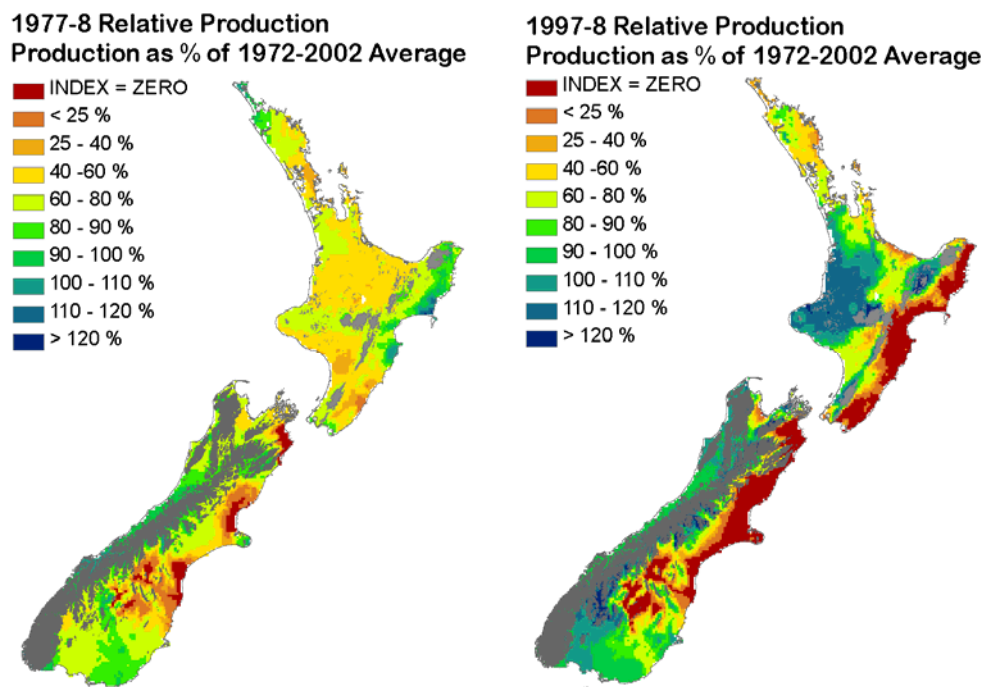 1977-8 Relative Production
Production as % of 1972-2002 Average
INDEX = ZERO
< 25 %
25 - 40 %
40 -60 %
60 - 80 %
80 - 90 %
90 - 100 %
100 - 110 %
110 - 120 %
> 120 %
1997-8 Relative Production
Production as % of 1972-2002 Average
INDEX = ZERO
< 25 %
25 - 40 %
40 -60 %
60 - 80 %
80 - 90 %
90 - 100 %
100 - 110 %
110 - 120 %
> 120 %